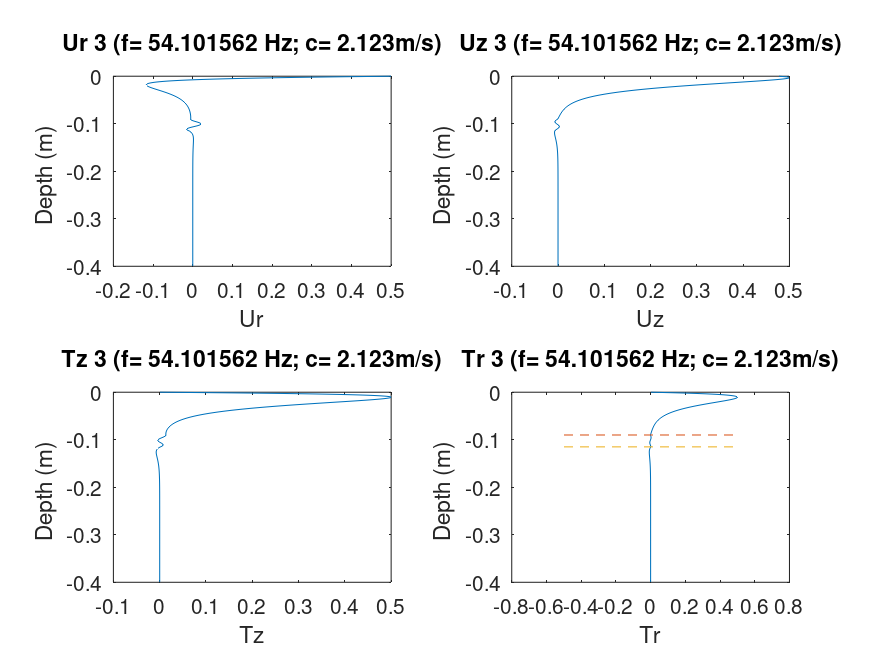 Ur 3 (f= 54.101562 Hz; c= 2.123m/s)
Uz 3 (f= 54.101562 Hz; c= 2.123m/s)
0
-0.1
-0.2
-0.3
-0.4
Depth (m)
-0.2 -0.1 0 0.1 0.2 0.3 0.4 0.5
Ur
0
-0.1
-0.2
-0.3
-0.4
Depth (m)
-0.1 0 0.1 0.2 0.3 0.4 0.5
Uz
Tz 3 (f= 54.101562 Hz; c= 2.123m/s)
Tr 3 (f= 54.101562 Hz; c= 2.123m/s)
0
-0.1
-0.2
-0.3
-0.4
Depth (m)
-0.1 0 0.1 0.2 0.3 0.4 0.5
Tz
0
-0.1
-0.2
-0.3
-0.4
Depth (m)
-0.8 -0.6 -0.4 -0.2 0 0.2 0.4 0.6 0.8
Tr